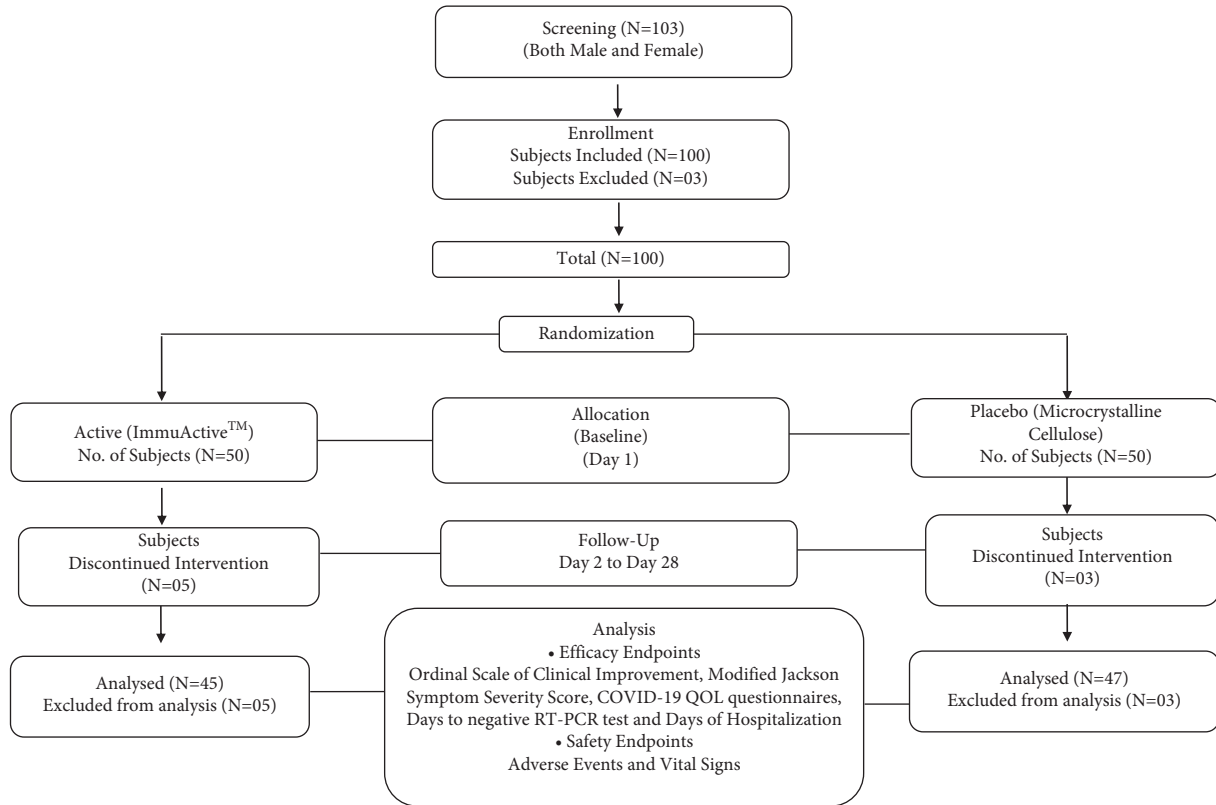 Screening (N=103)
(Both Male and Female)
Enrollment
Subjects Included (N=100)
Subjects Excluded (N=03)
Total (N=100)
Randomization
Active (ImmuActive™)
No. of Subjects (N=50)
Allocation
(Baseline)
(Day 1)
Placebo (Microcrystalline
Cellulose)
No. of Subjects (N=50)
Subjects
Discontinued Intervention
(N=05)
Follow-Up
Day 2 to Day 28
Subjects
Discontinued Intervention
(N=03)
Analysed (N=45)
Excluded from analysis (N=05)
Analysis
• Efficacy Endpoints
Ordinal Scale of Clinical Improvement, Modified Jackson
Symptom Severity Score, COVID-19 QOL questionnaires,
Days to negative RT-PCR test and Days of Hospitalization
• Safety Endpoints
Adverse Events and Vital Signs
Analysed (N=47)
Excluded from analysis (N=03)